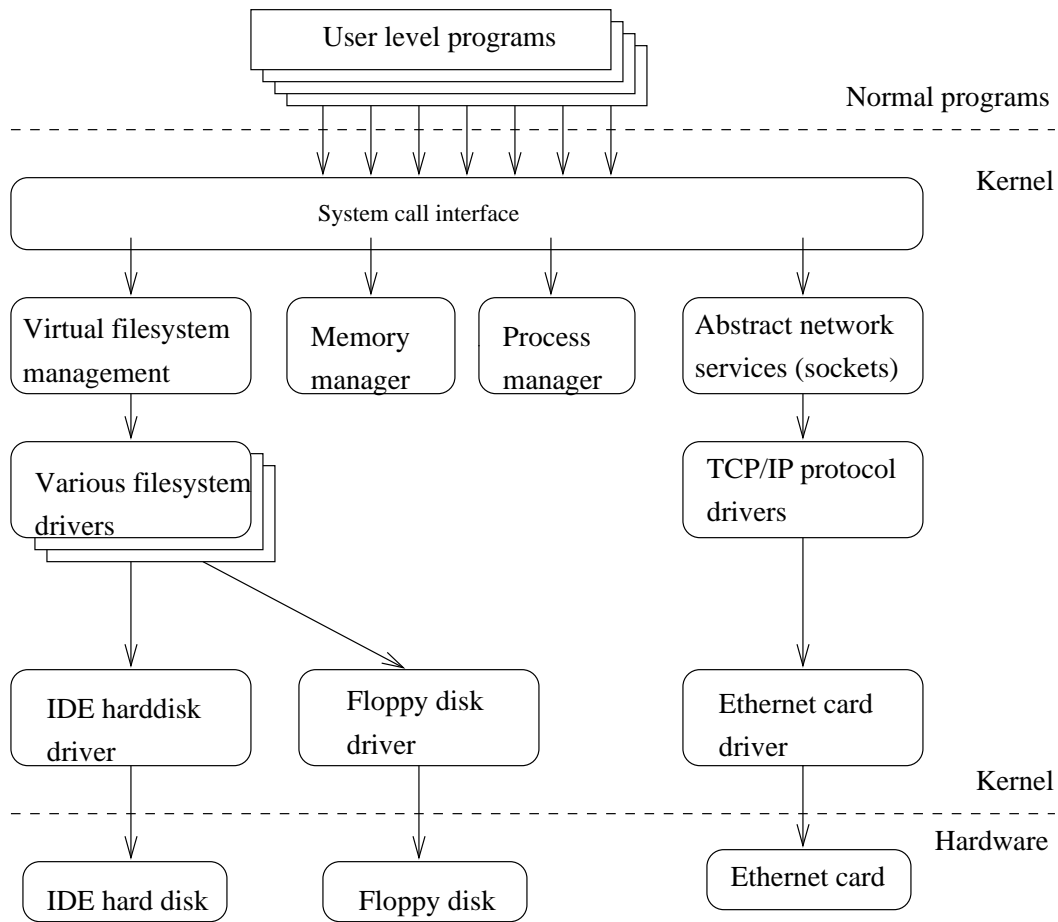 User level programs
Normal programs
Kernel
System call interface
Virtual filesystem
management
Memory
manager
Process
manager
Abstract network
services (sockets)
Various filesystem
drivers
TCP/IP protocol
drivers
IDE harddisk
driver
Floppy disk
driver
Ethernet card
driver
Kernel
Hardware
IDE hard disk
Floppy disk
Ethernet card